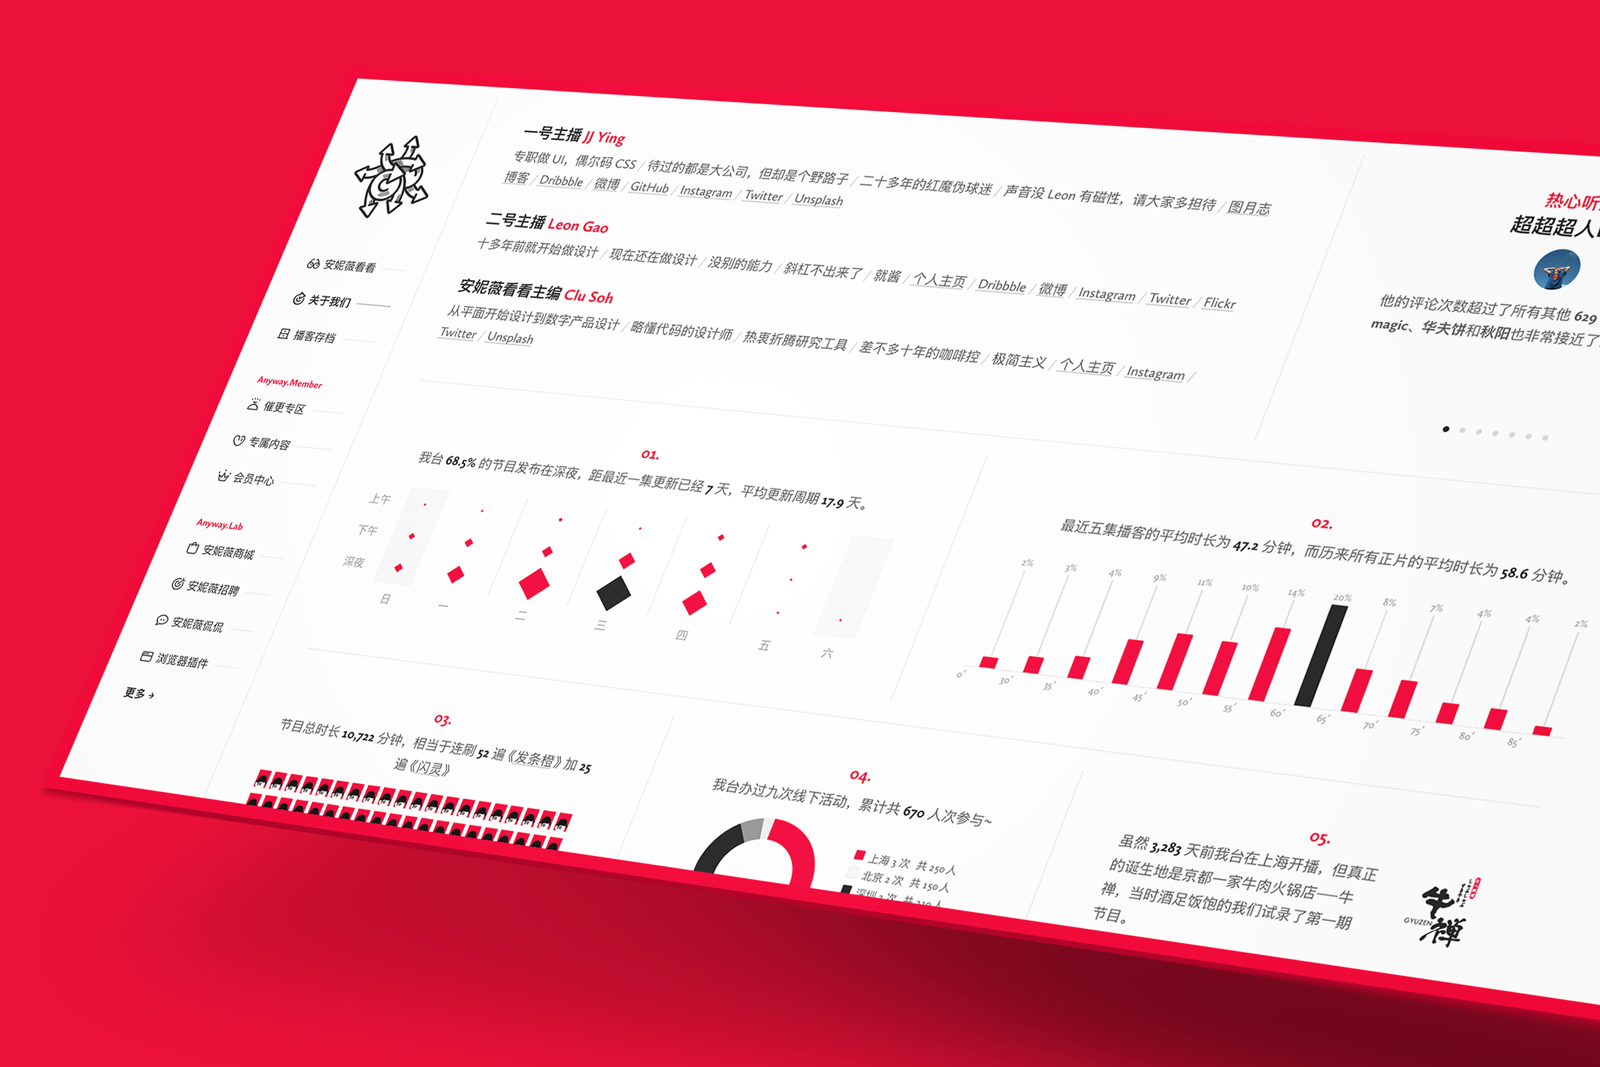 安妮薇看看
关于我们
播客存档
Anyway.Member
催更专区
专属内容
会员中心
Anyway.Lab
安妮薇商城
安妮薇招聘
安妮薇侃侃
浏览器插件
更多 →
一号主播 JJ Ying
专职做 UI，偶尔码 CSS / 待过的都是大公司，但却是个野路子 / 二十多年的红魔伪球迷 / 声音没 Leon 有磁性，请大家多担待 / 图月志
博客 / Dribbble / 微博 / GitHub / Instagram / Twitter / Unsplash
二号主播 Leon Gao
十多年前就开始做设计 / 现在还在做设计 / 没别的能力 / 斜杠不出来了 / 就酱 / 个人主页 / Dribbble / 微博 / Instagram / Twitter / Flickr
安妮薇看看主编 Clu Soh
从平面开始设计到数字产品设计 / 略懂代码的设计师 / 热衷折腾研究工具 / 差不多十年的咖啡控 / 极简主义 / 个人主页 / Instagram /
Twitter / Unsplash
热心听
超超超人
他的评论次数超过了所有其他 629
magic、华夫饼和秋阳也非常接近了
01.
我台 68.5% 的节目发布在深夜，距最近一集更新已经 7 天，平均更新周期 17.9 天。
上午
下午
深夜
日 一 二 三 四 五 六
02.
最近五集播客的平均时长为 47.2 分钟，而历来所有正片的平均时长为 58.6 分钟。
2% 3% 4% 9% 11% 10% 14% 20% 8% 7% 4% 4% 2%
0′ 30′ 35′ 40′ 45′ 50′ 55′ 60′ 65′ 70′ 75′ 80′ 85′
03.
节目总时长 10,722 分钟，相当于连刷 52 遍《发条橙》加 25
遍《闪灵》
04.
我台办过九次线下活动，累计共 670 人次参与~
上海 3 次 共 250人
北京 2 次 共 150人
深圳 2 次 共 210人
05.
虽然 3,283 天前我台在上海开播，但真正
的诞生地是京都一家牛肉火锅店——牛
禅，当时酒足饭饱的我们试录了第一期
节目。
牛禅
GYUZEN